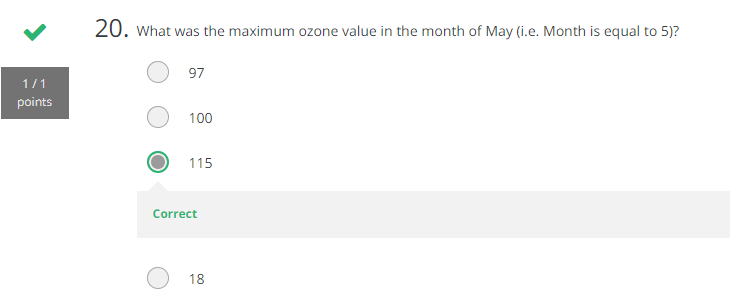 20. What was the maximum ozone value in the month of May (i.e. Month is equal to 5)?
1 / 1
points
97
100
115
Correct
18